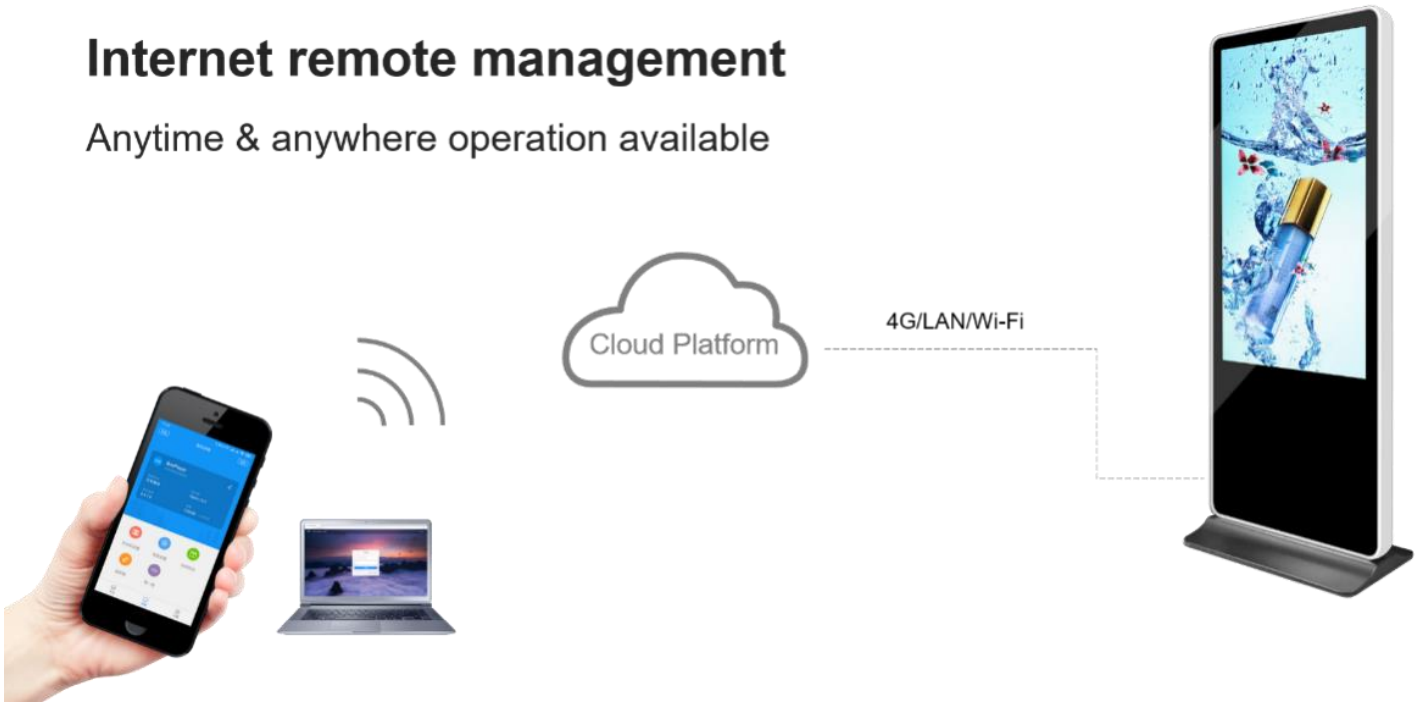 Internet remote management
Anytime & anywhere operation available
Cloud Platform
4G/LAN/Wi-Fi